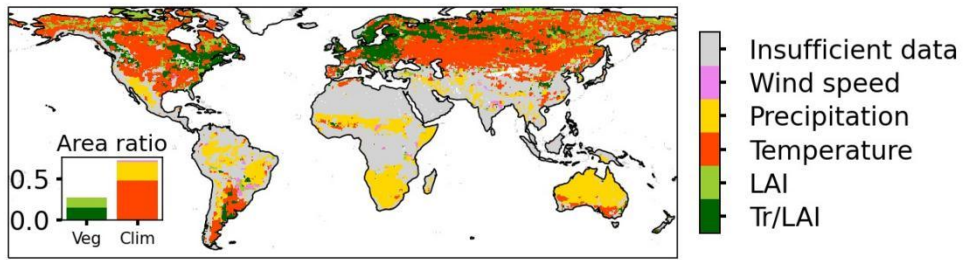 Area ratio
0.5
0.0
Veg Clim
Insufficient data
Wind speed
Precipitation
Temperature
LAI
Tr/LAI